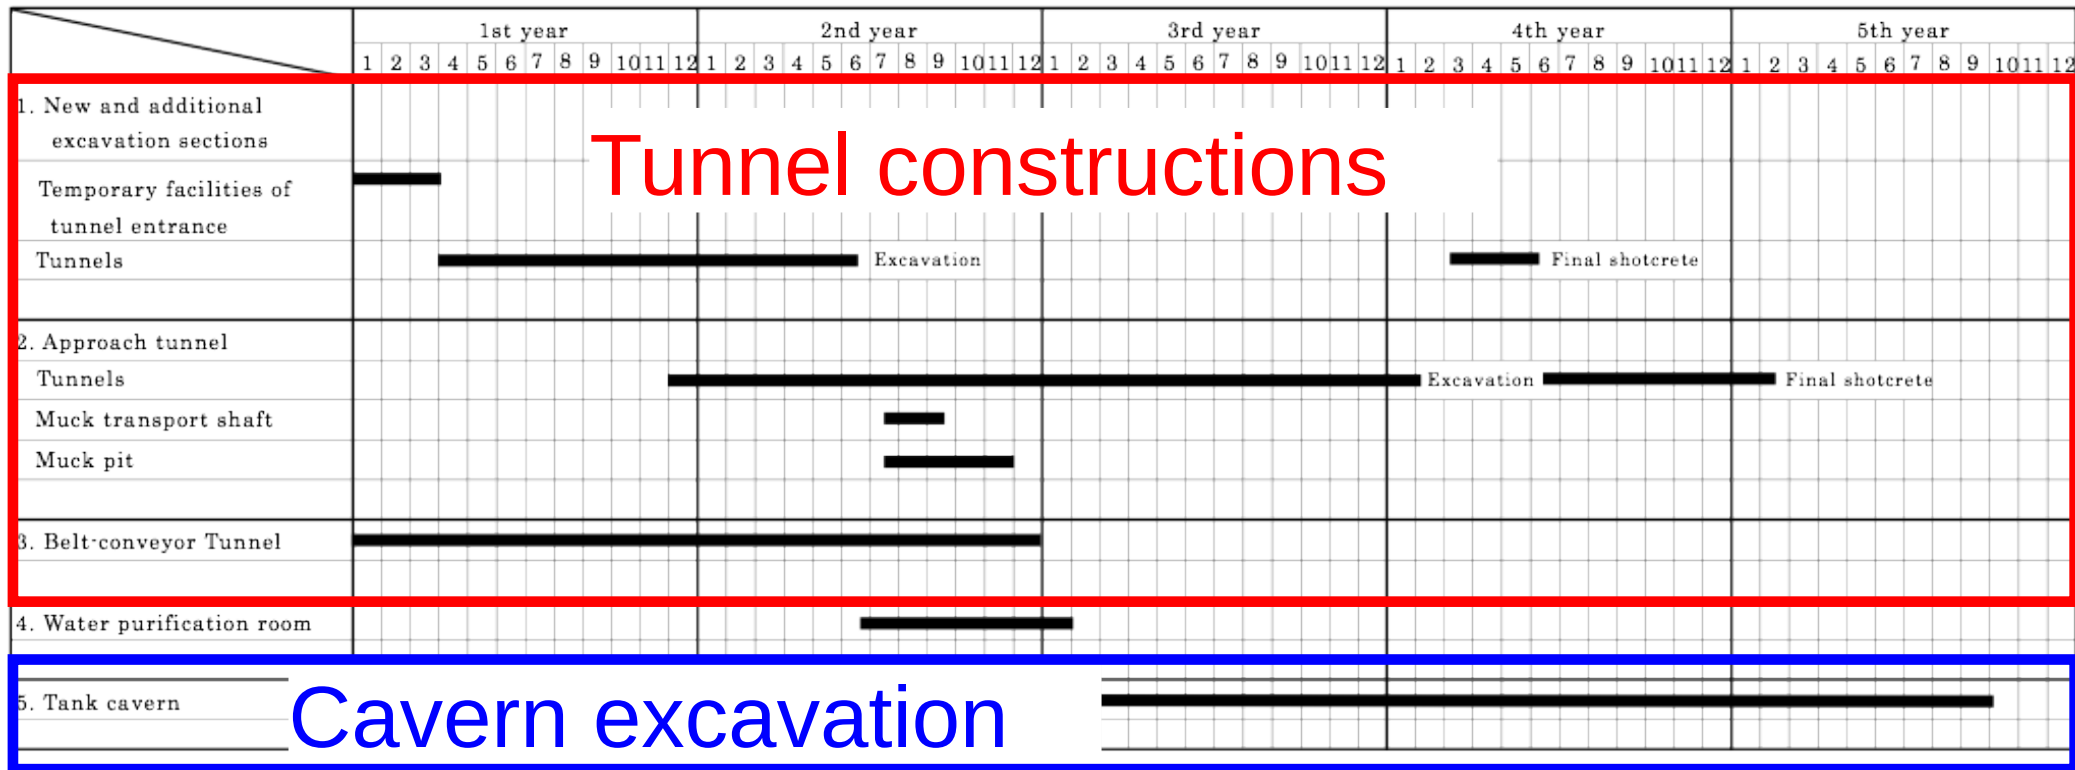 1st year 2nd year 3rd year 4th year 5th year
1 2 3 4 5 6 7 8 9 10 11 12 1 2 3 4 5 6 7 8 9 10 11 12 1 2 3 4 5 6 7 8 9 10 11 12 1 2 3 4 5 6 7 8 9 10 11 12 1 2 3 4 5 6 7 8 9 10 11 12
1. New and additional
excavation sections
Tunnel constructions
Temporary facilities of
tunnel entrance
Tunnels Excavation Final shotcrete
2. Approach tunnel
Tunnels Excavation Final shotcrete
Muck transport shaft
Muck pit
3. Belt-conveyor Tunnel
4. Water purification room
5. Tank cavern
Cavern excavation